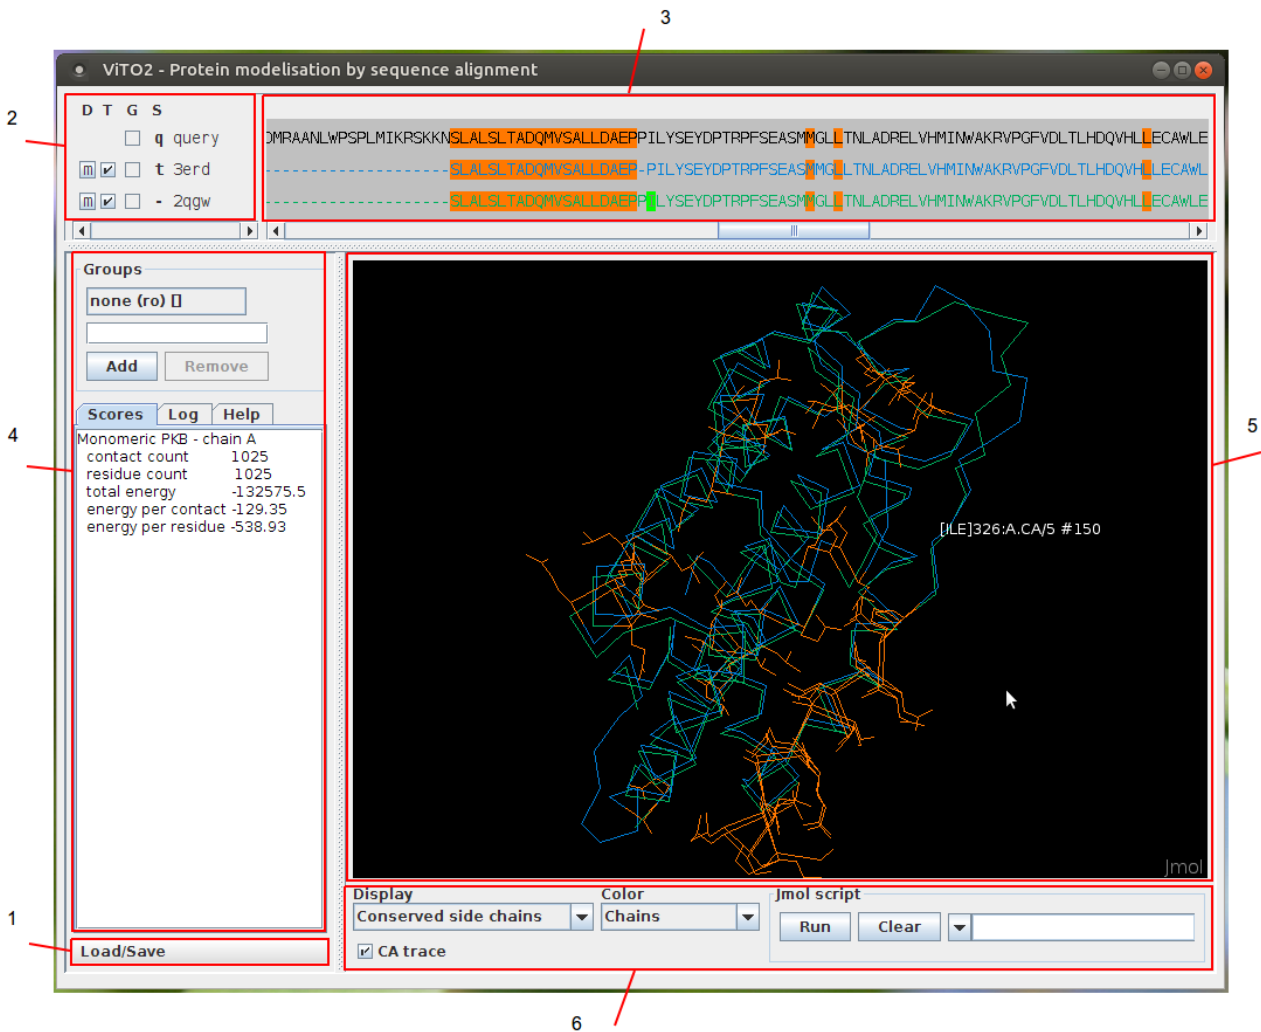 3
ViTO2 - Protein modelisation by sequence alignment
2
D T G S
q query
DMRAANLWPSPLMIKRSKKNSLALSLTADQMVSALLDAEPPILYSEYDPTRPFSEASMMGLLTNLADRELVHMINWAKRVPGFVDLTLHDQVHLLECAWLE
m t 3erd
--------------------SLALSLTADQMVSALLDAEP-PILYSEYDPTRPFSEASMMGLLTNLADRELVHMINWAKRVPGFVDLTLHDQVHLLECAWL
m - 2qgw
--------------------SLALSLTADQMVSALLDAEPPILYSEYDPTRPFSEASMMGLLTNLADRELVHMINWAKRVPGFVDLTLHDQVHLLECAWLE
Groups
none (ro) []
Add Remove
Scores Log Help
4
5
Monomeric PKB - chain A
contact count 1025
residue count 1025
total energy -132575.5
energy per contact -129.35
energy per residue -538.93
[ILE]326:A.CA/5 #150
Jmol
1
Load/Save
Display
Conserved side chains
CA trace
Color
Chains
Jmol script
Run Clear
6